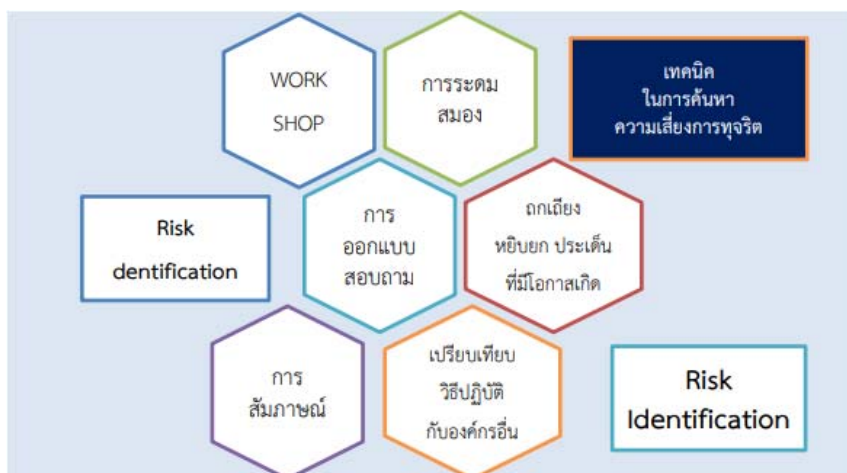 WORK
SHOP
การระดม
สมอง
เทคนิค
ในการค้นหา
ความเสี่ยงการทุจริต
Risk
dentification
การ
ออกแบบ
สอบถาม
ถกเถียง
หยิบยก ประเด็น
ที่มีโอกาสเกิด
การ
สัมภาษณ์
เปรียบเทียบ
วิธีปฏิบัติ
กับองค์กรอื่น
Risk
Identification